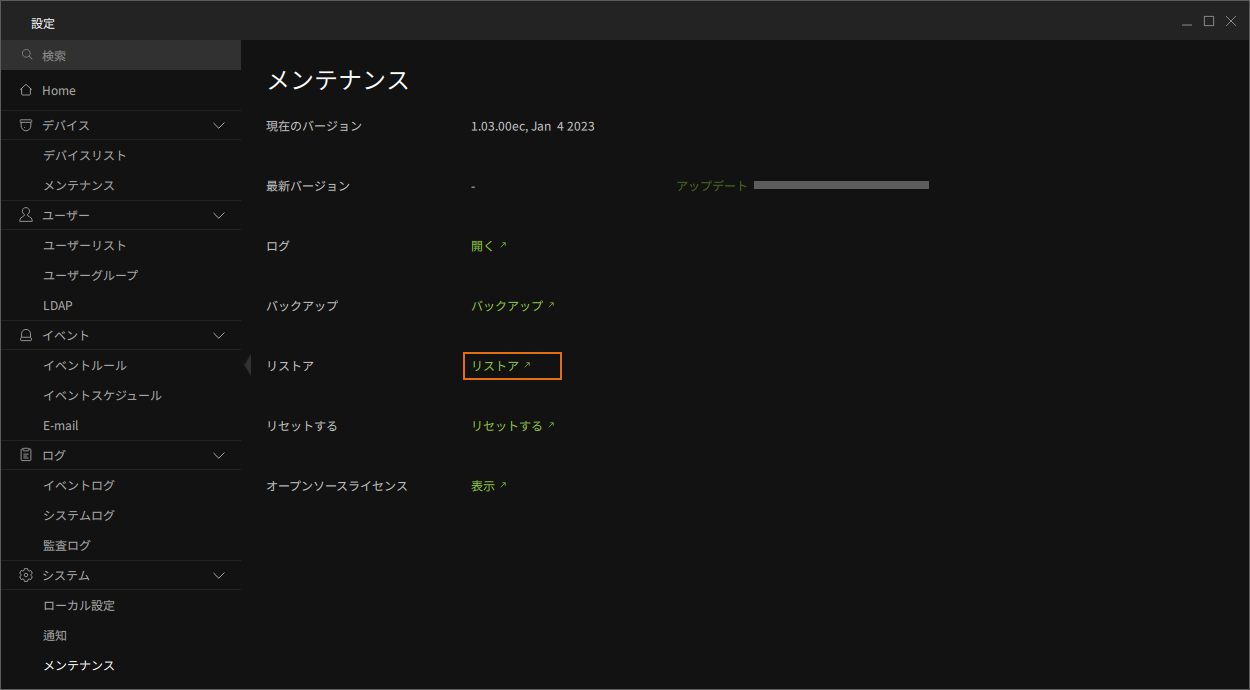 設定
検索
Home
デバイス
デバイスリスト
メンテナンス
ユーザー
ユーザーリスト
ユーザーグループ
LDAP
イベント
イベントルール
イベントスケジュール
E-mail
ログ
イベントログ
システムログ
監査ログ
システム
ローカル設定
通知
メンテナンス
メンテナンス
現在のバージョン 1.03.00ec, Jan 4 2023
最新バージョン - アップデート
ログ 開く
バックアップ バックアップ
リストア リストア
リセットする リセットする
オープンソースライセンス 表示